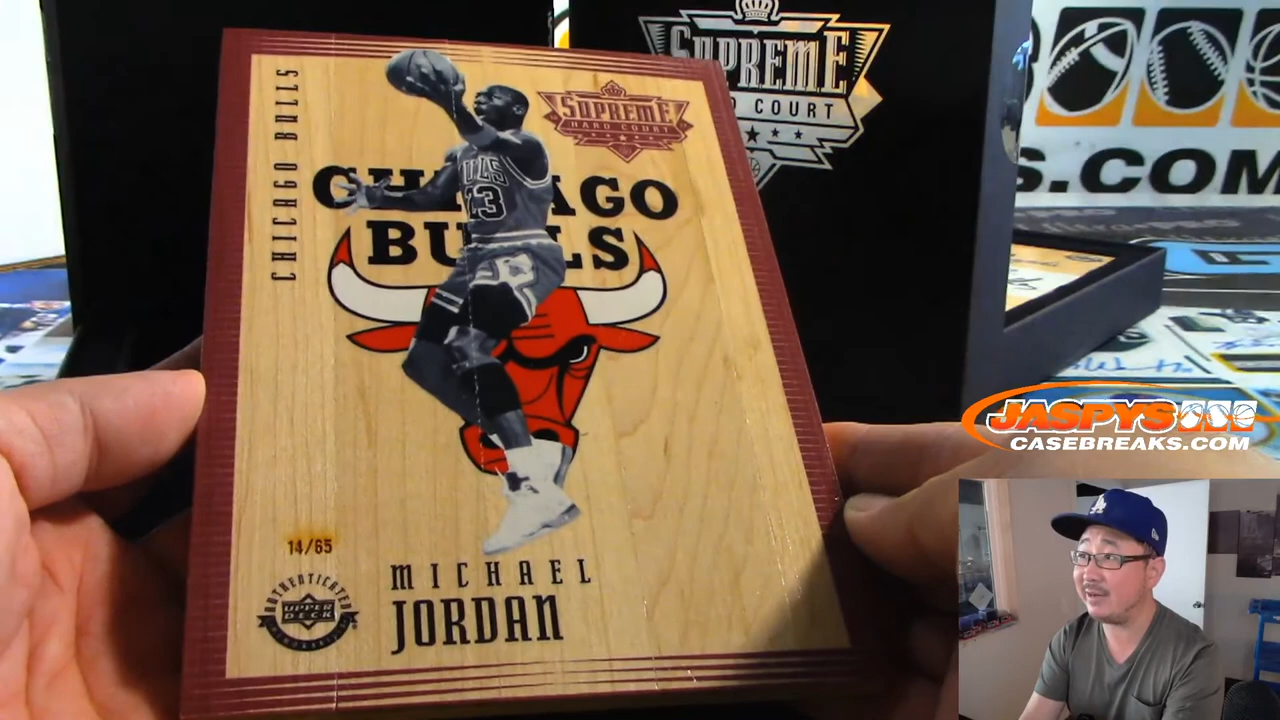 CHICAGO BULLS
SUPREME
HARD COURT
CHICAGO
BULLS
23
14/65
AUTHENTICATED
UPPER DECK
MICHAEL
JORDAN
SUPREME
COURT
S.COM
JASPYS
CASEBREAKS.COM
LA